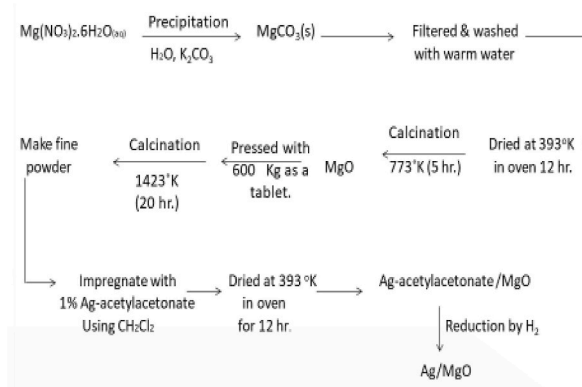 Precipitation
Mg(NO₃)₂.6H₂O(aq)
MgCO₃(s)
Filtered & washed
H₂O, K₂CO₃
with warm water
Make fine
powder
Calcination
1423°K
(20 hr.)
Pressed with
600 Kg as a
tablet.
MgO
Calcination
773°K (5 hr.)
Dried at 393°K
in oven 12 hr.
Impregnate with
1% Ag-acetylacetonate
Using CH₂Cl₂
Dried at 393 °K
in oven
for 12 hr.
Ag-acetylacetonate/MgO
Reduction by H₂
Ag/MgO